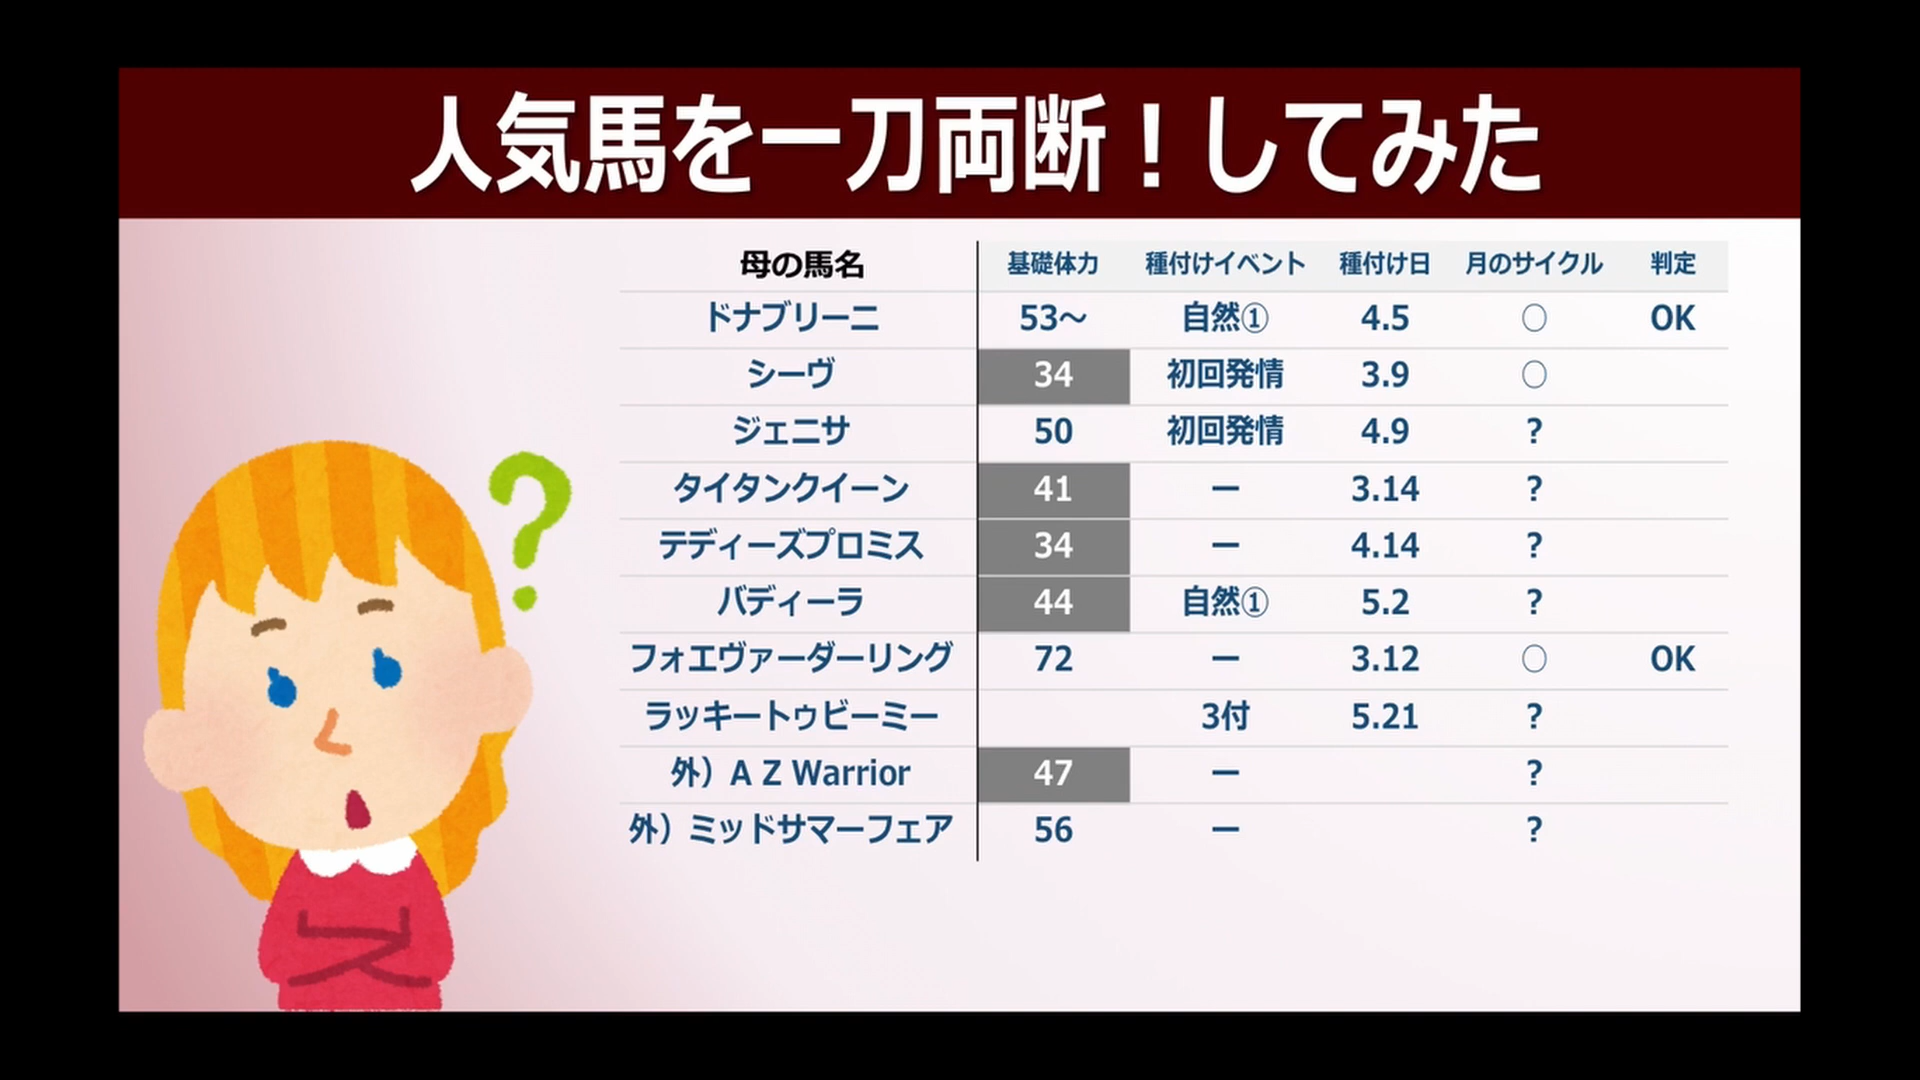 人気馬を一刀両断！してみた
母の馬名 基礎体力 種付けイベント 種付け日 月のサイクル 判定
ドナブリーニ 53～ 自然① 4.5 ○ OK
シーヴ 34 初回発情 3.9 ○
ジェニサ 50 初回発情 4.9 ?
タイタンクイーン 41 ー 3.14 ?
テディーズプロミス 34 ー 4.14 ?
バディーラ 44 自然① 5.2 ?
フォエヴァーダーリング 72 ー 3.12 ○ OK
ラッキートゥビーミー 3付 5.21 ?
外）A Z Warrior 47 ー ?
外）ミッドサマーフェア 56 ー ?
?